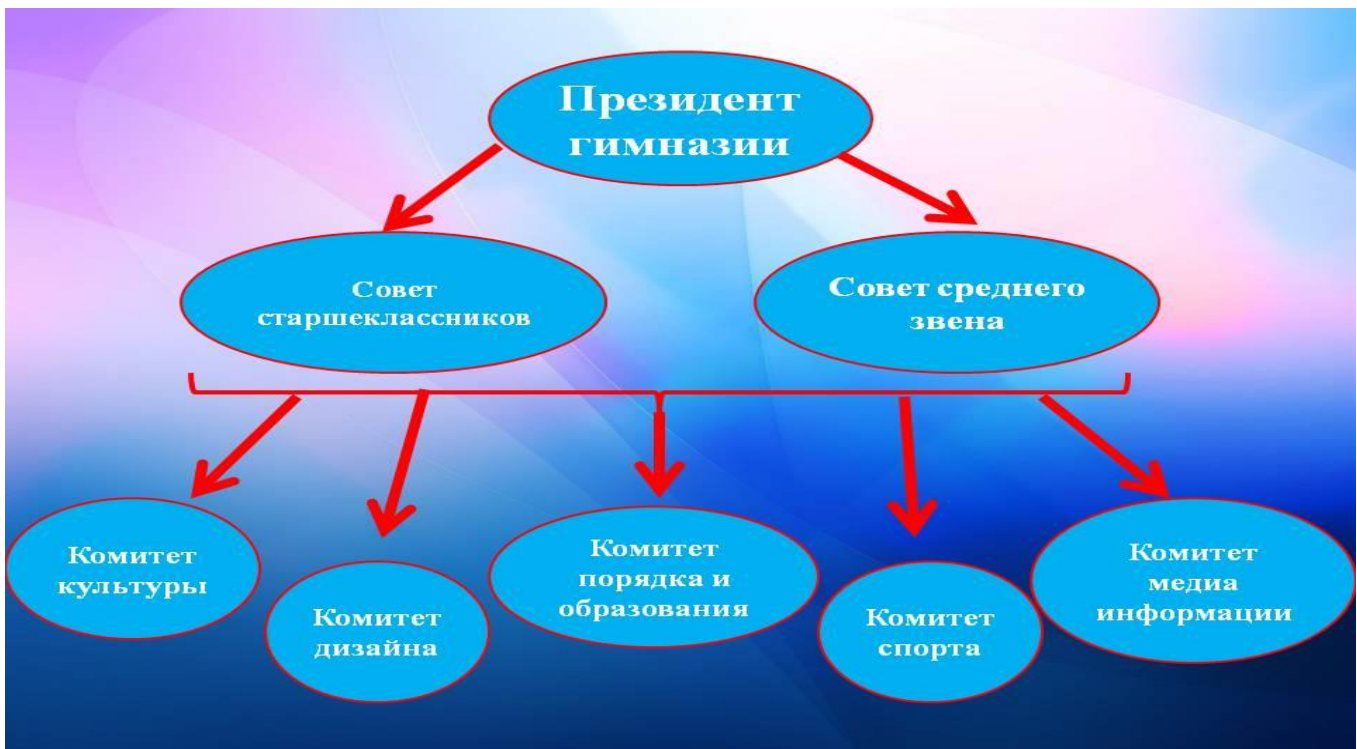 Президент
гимназии
Совет
старшеклассников
Совет среднего
звена
Комитет
культуры
Комитет
дизайна
Комитет
порядка и
образования
Комитет
спорта
Комитет
медиа
информации